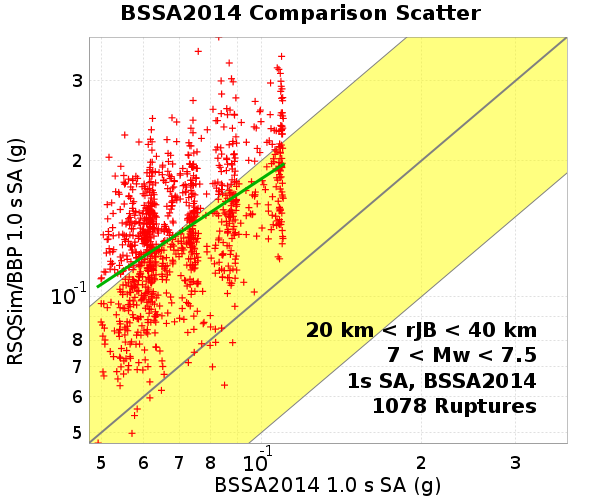 BSSA2014 Comparison Scatter
RSQSim/BBP 1.0 s SA (g)
3
2
10⁻¹
8
7
6
5
20 km < rJB < 40 km
7 < Mw < 7.5
1s SA, BSSA2014
1078 Ruptures
5 6 7 8 10⁻¹ 2 3
BSSA2014 1.0 s SA (g)